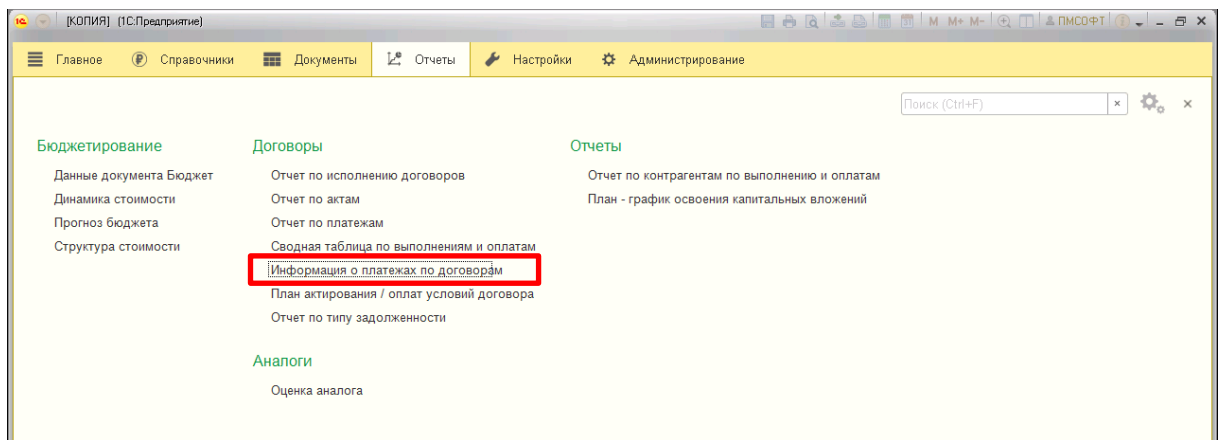 [КОПИЯ] (1С:Предприятие) M M+ M- ПМСОФТ
Главное Справочники Документы Отчеты Настройки Администрирование
Поиск (Ctrl+F)
Бюджетирование
Данные документа Бюджет
Динамика стоимости
Прогноз бюджета
Структура стоимости
Договоры
Отчет по исполнению договоров
Отчет по актам
Отчет по платежам
Сводная таблица по выполнениям и оплатам
Информация о платежах по договорам
План актирования / оплат условий договора
Отчет по типу задолженности
Аналоги
Оценка аналога
Отчеты
Отчет по контрагентам по выполнению и оплатам
План - график освоения капитальных вложений